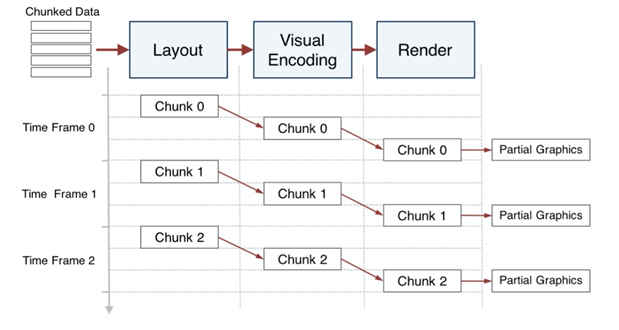 Chunked Data
Layout
Visual
Encoding
Render
Time Frame 0
Chunk 0
Chunk 0
Chunk 0
Partial Graphics
Time Frame 1
Chunk 1
Chunk 1
Chunk 1
Partial Graphics
Time Frame 2
Chunk 2
Chunk 2
Chunk 2
Partial Graphics